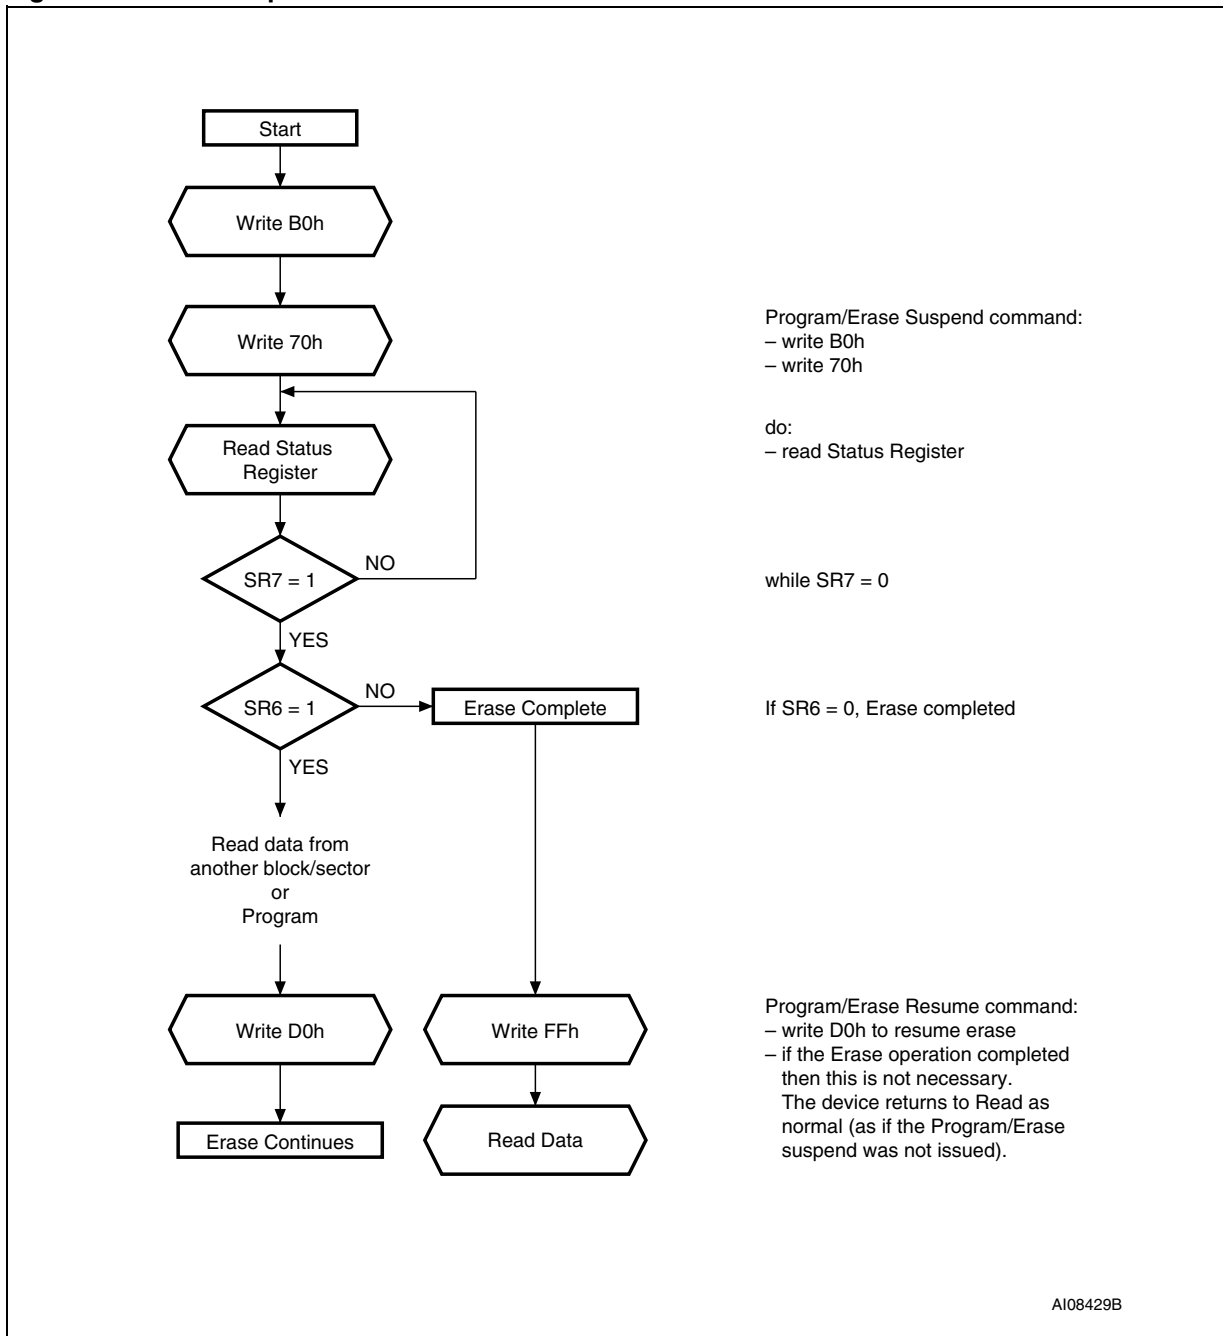 Start
Write B0h
Write 70h
Program/Erase Suspend command:
– write B0h
– write 70h
Read Status
Register
do:
– read Status Register
SR7 = 1
NO
while SR7 = 0
YES
SR6 = 1
NO
Erase Complete
If SR6 = 0, Erase completed
YES
Read data from
another block/sector
or
Program
Write D0h
Write FFh
Program/Erase Resume command:
– write D0h to resume erase
– if the Erase operation completed
then this is not necessary.
The device returns to Read as
normal (as if the Program/Erase
suspend was not issued).
Erase Continues
Read Data
AI08429B